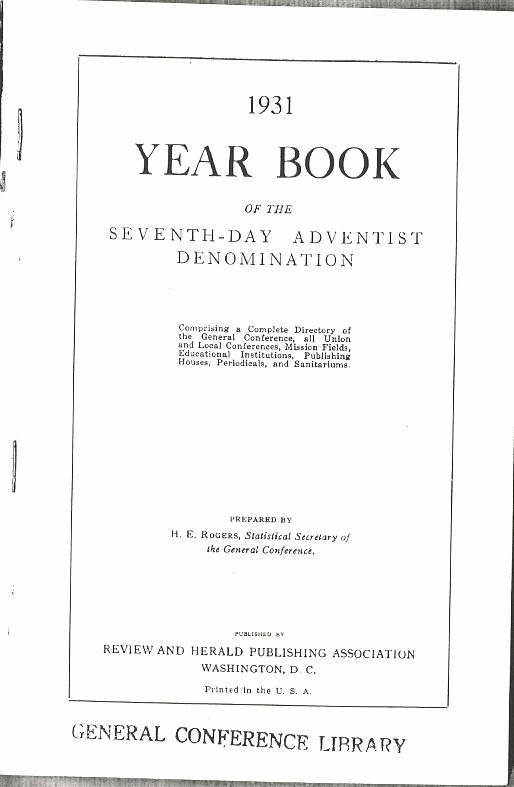 1931
YEAR BOOK
OF THE
SEVENTH-DAY ADVENTIST
DENOMINATION
Comprising a Complete Directory of
the General Conference, all Union
and Local Conferences, Mission Fields,
Educational Institutions, Publishing
Houses, Periodicals, and Sanitariums.
PREPARED BY
H. E. ROGERS, Statistical Secretary of
the General Conference.
PUBLISHED BY
REVIEW AND HERALD PUBLISHING ASSOCIATION
WASHINGTON, D. C.
Printed in the U. S. A.
GENERAL CONFERENCE LIBRARY